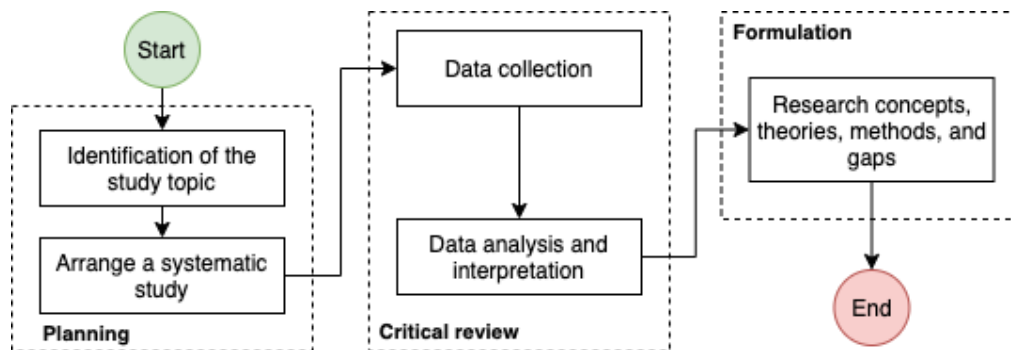 Start
Identification of the
study topic
Arrange a systematic
study
Planning
Data collection
Data analysis and
interpretation
Critical review
Formulation
Research concepts,
theories, methods, and
gaps
End